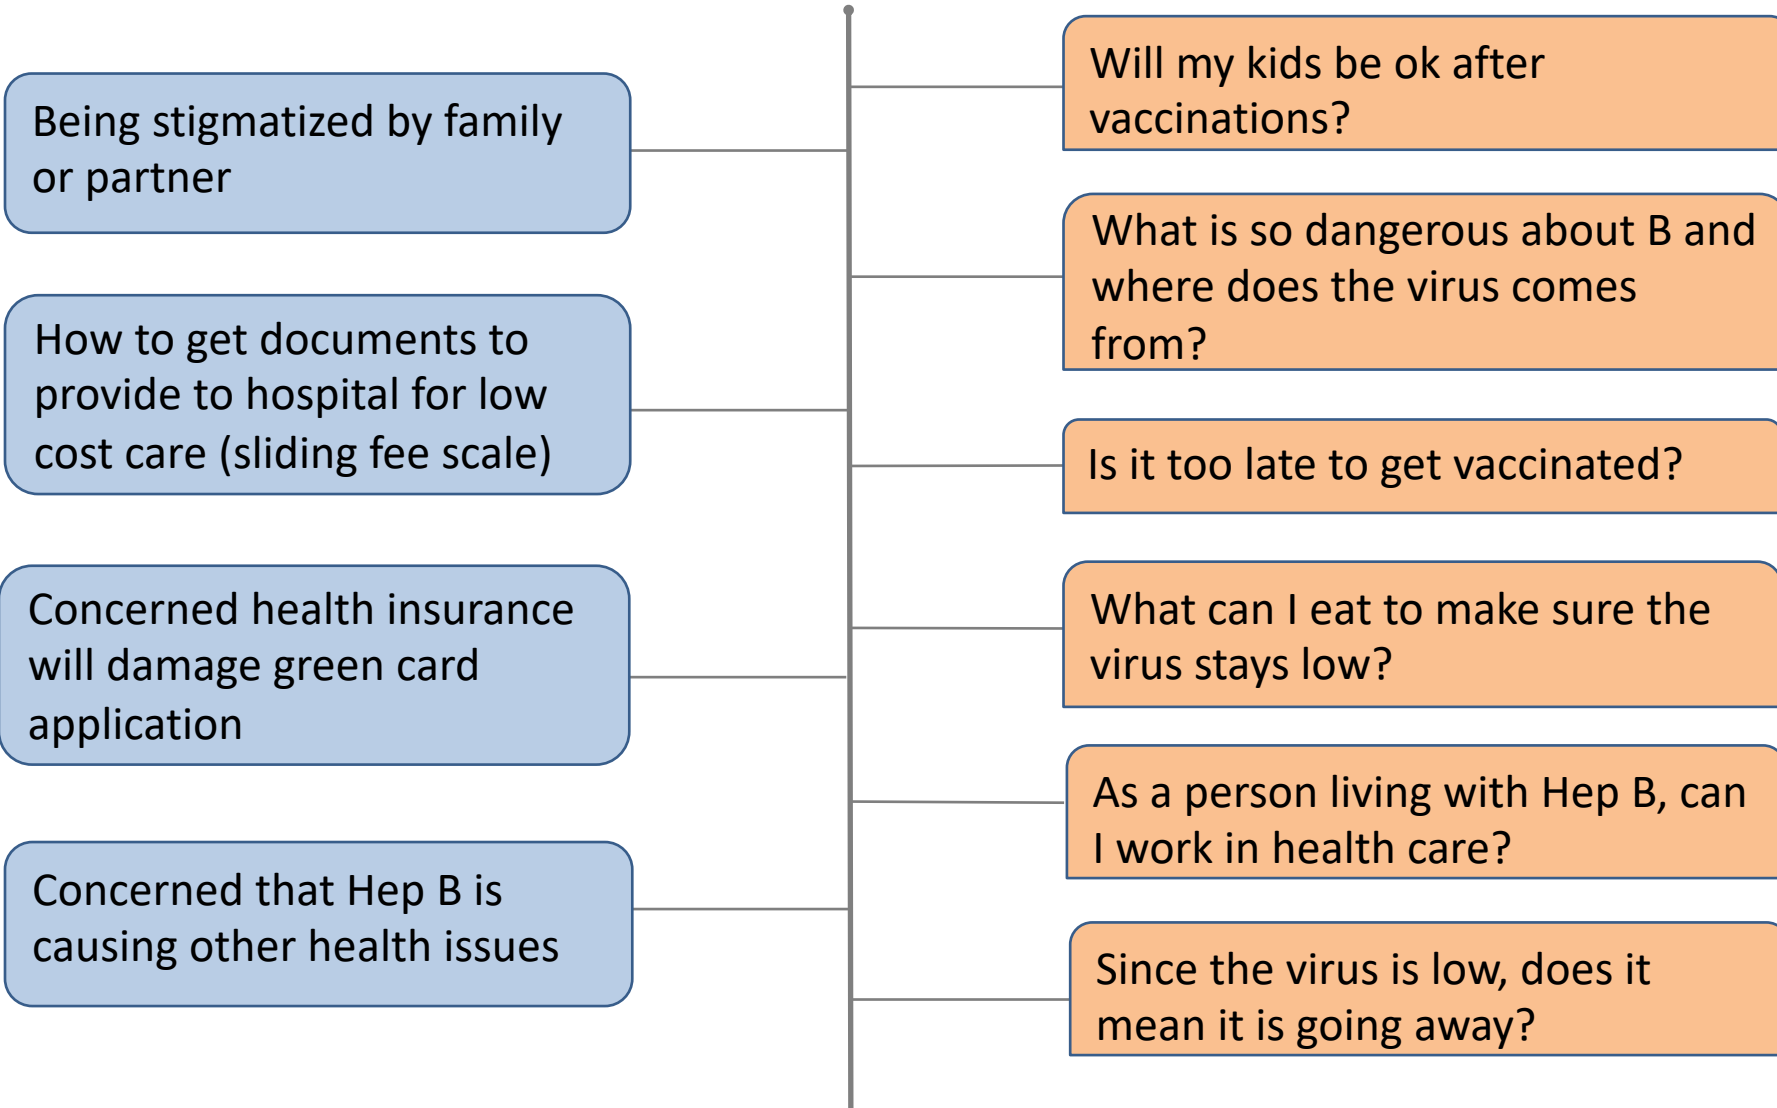 Being stigmatized by family
or partner
How to get documents to
provide to hospital for low
cost care (sliding fee scale)
Concerned health insurance
will damage green card
application
Concerned that Hep B is
causing other health issues
Will my kids be ok after
vaccinations?
What is so dangerous about B and
where does the virus comes
from?
Is it too late to get vaccinated?
What can I eat to make sure the
virus stays low?
As a person living with Hep B, can
I work in health care?
Since the virus is low, does it
mean it is going away?